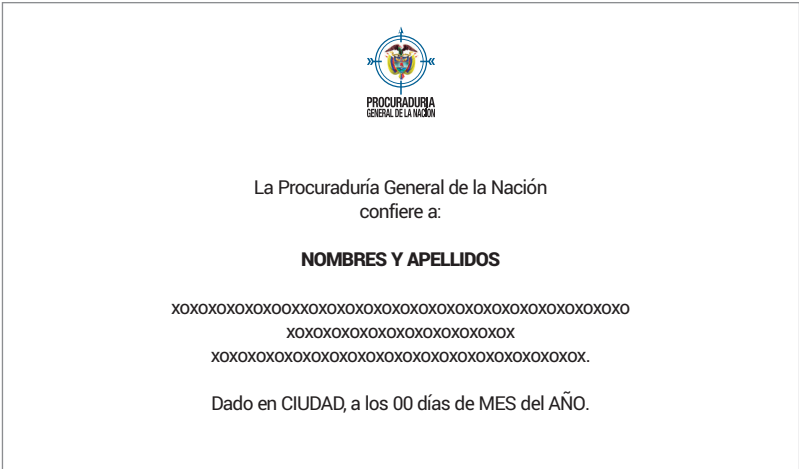 PROCURADURIA
GENERAL DE LA NACIÓN
La Procuraduría General de la Nación
confiere a:
NOMBRES Y APELLIDOS
xoxoxoxoxoxooxxoxoxoxoxoxoxoxoxoxoxoxoxoxoxoxoxoxo
xoxoxoxoxoxoxoxoxoxoxoxox
xoxoxoxoxoxoxoxoxoxoxoxoxoxoxoxoxoxoxoxox.
Dado en CIUDAD, a los 00 días de MES del AÑO.